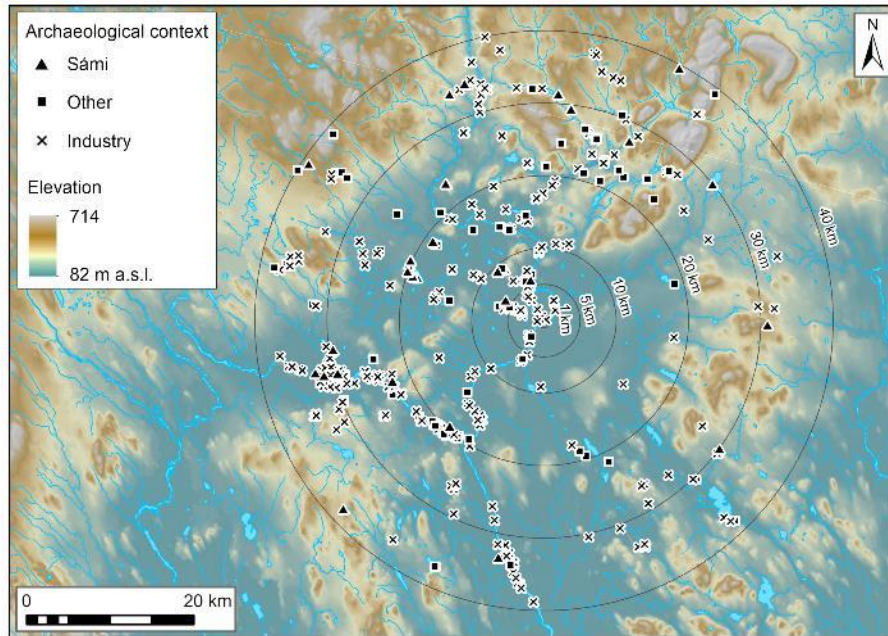 Archaeological context
Sámi
Other
Industry
Elevation
714
82 m a.s.l.
N
1 km
5 km
10 km
20 km
30 km
40 km
0
20 km